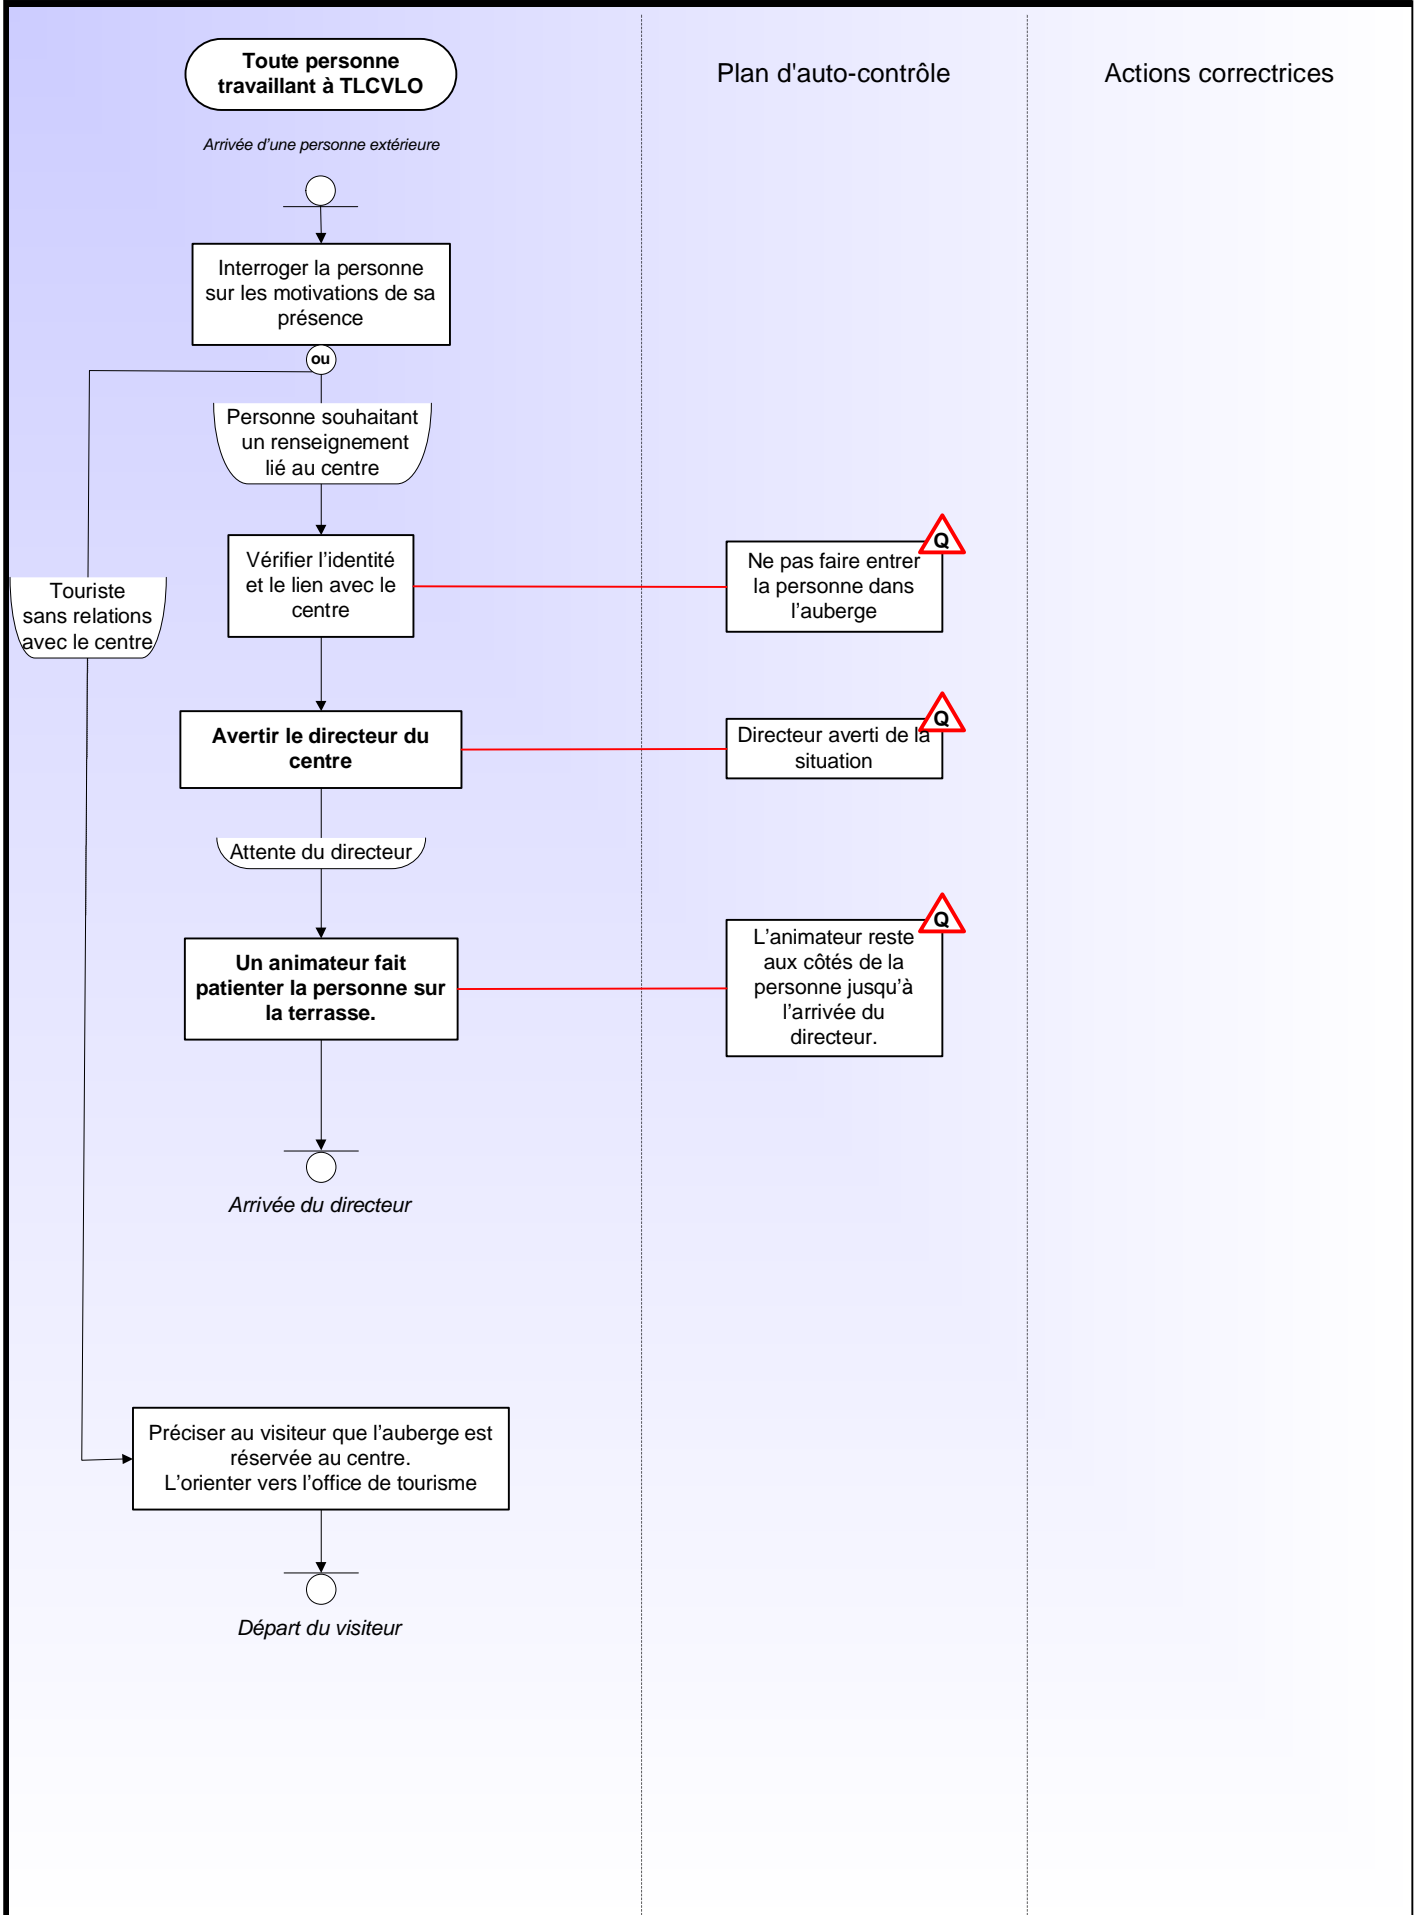 Toute personne
travaillant à TLCVLO
Plan d'auto-contrôle
Actions correctrices
Arrivée d’une personne extérieure
Interroger la personne
sur les motivations de sa
présence
ou
Personne souhaitant
un renseignement
lié au centre
Touriste
sans relations
avec le centre
Vérifier l’identité
et le lien avec le
centre
Q
Ne pas faire entrer
la personne dans
l’auberge
Avertir le directeur du
centre
Q
Directeur averti de la
situation
Attente du directeur
Un animateur fait
patienter la personne sur
la terrasse.
Q
L’animateur reste
aux côtés de la
personne jusqu’à
l’arrivée du
directeur.
Arrivée du directeur
Préciser au visiteur que l’auberge est
réservée au centre.
L’orienter vers l’office de tourisme
Départ du visiteur